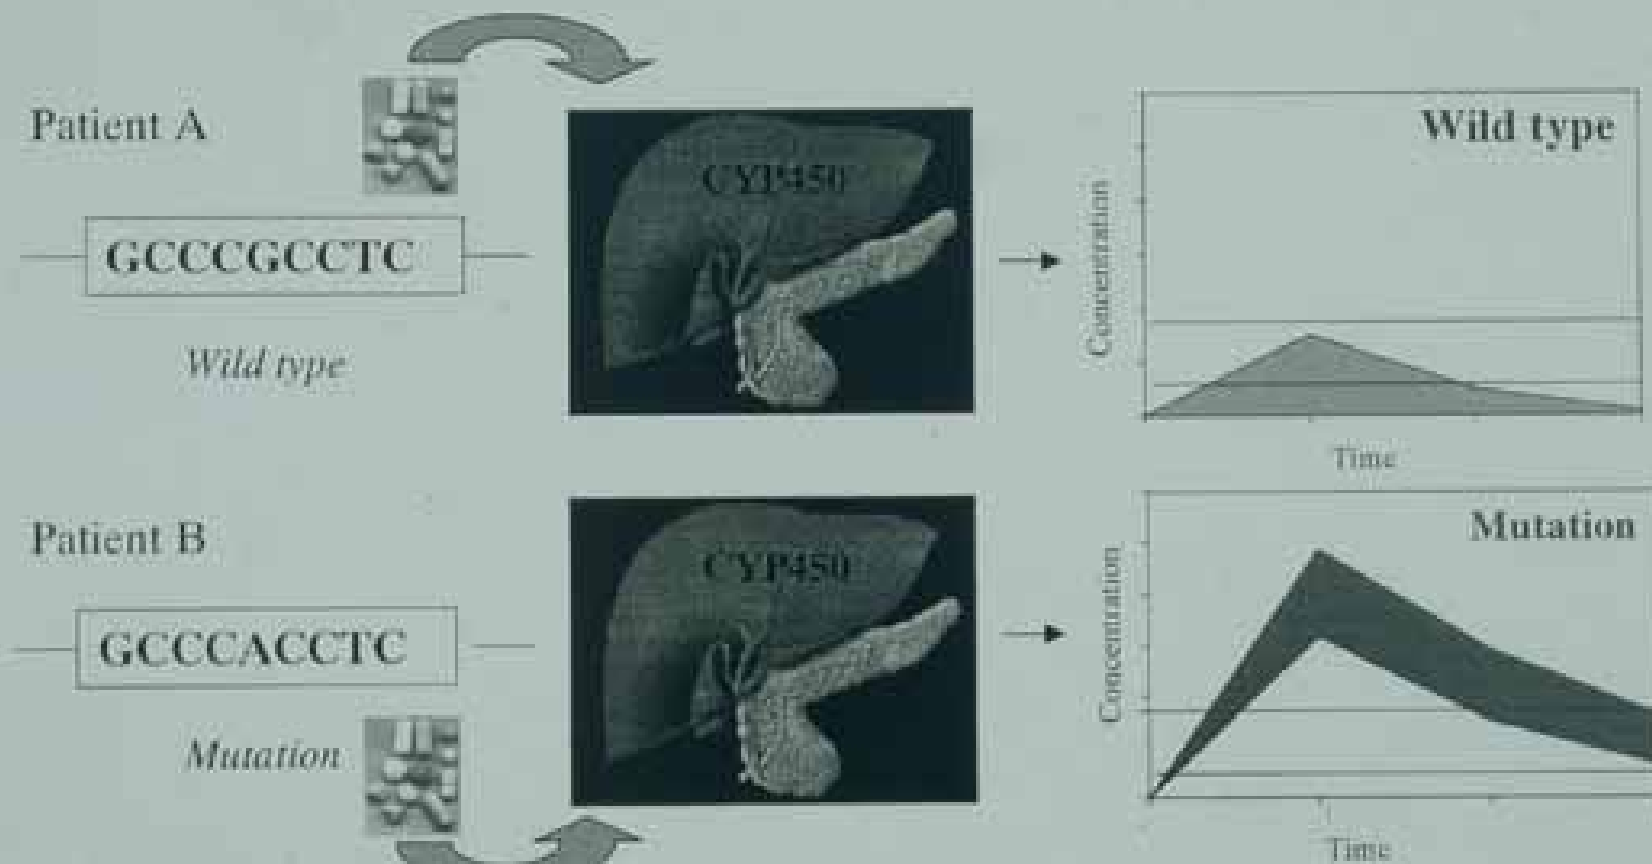 Patient A
CYP450
Wild type
GCCCGCCTC
Concentration
Wild type
Time
Patient B
CYP450
Mutation
GCCCACCTC
Concentration
Mutation
Time